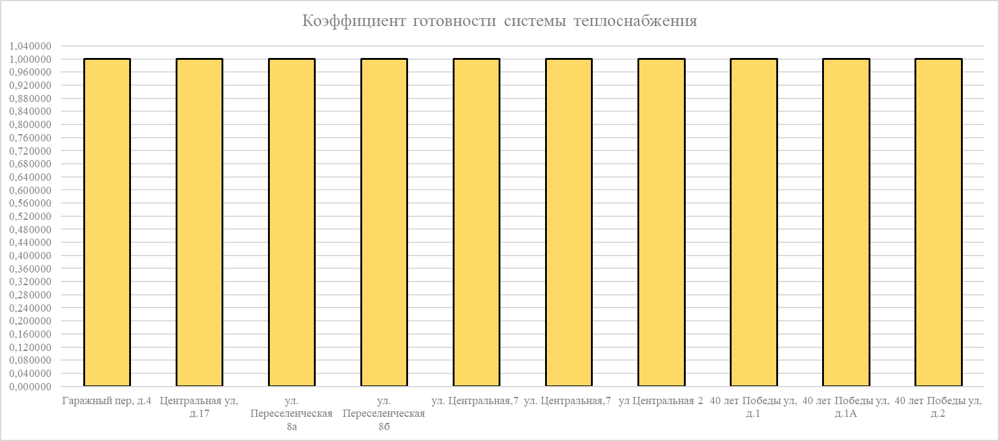 Коэффициент готовности системы теплоснабжения
1,040000
1,000000
0,960000
0,920000
0,880000
0,840000
0,800000
0,760000
0,720000
0,680000
0,640000
0,600000
0,560000
0,520000
0,480000
0,440000
0,400000
0,360000
0,320000
0,280000
0,240000
0,200000
0,160000
0,120000
0,080000
0,040000
0,000000
Гаражный пер, д.4
Центральная ул,
д.17
ул.
Переселенческая
8а
ул.
Переселенческая
8б
ул. Центральная,7
ул. Центральная,7
ул Центральная 2
40 лет Победы ул,
д.1
40 лет Победы ул,
д.1А
40 лет Победы ул,
д.2